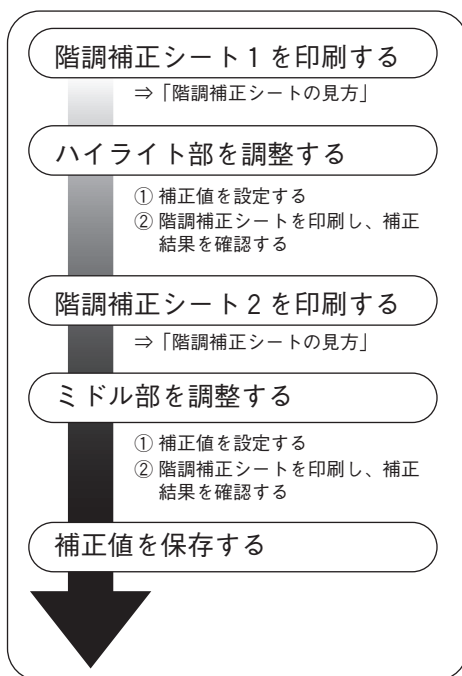 階調補正シート1を印刷する
⇒「階調補正シートの見方」
ハイライト部を調整する
① 補正値を設定する
② 階調補正シートを印刷し、補正
結果を確認する
階調補正シート2を印刷する
⇒「階調補正シートの見方」
ミドル部を調整する
① 補正値を設定する
② 階調補正シートを印刷し、補正
結果を確認する
補正値を保存する